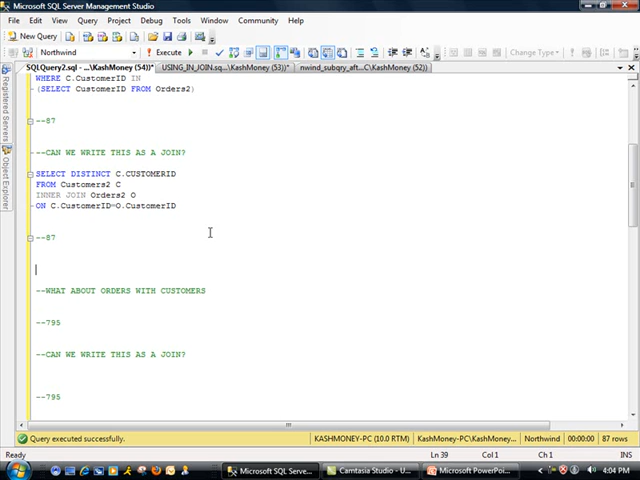 Microsoft SQL Server Management Studio
File Edit View Query Project Debug Tools Window Community Help
New Query
Northwind Execute
SQLQuery2.sql - ...\KashMoney (54))* USING_IN_JOIN.sq...\KashMoney (53))* nwind_subqry_aft...C\KashMoney (52))
Registered Servers
Object Explorer
WHERE C.CustomerID IN
(SELECT CustomerID FROM Orders2)
--87
--CAN WE WRITE THIS AS A JOIN?
SELECT DISTINCT C.CUSTOMERID
FROM Customers2 C
INNER JOIN Orders2 O
ON C.CustomerID=O.CustomerID
--87
--WHAT ABOUT ORDERS WITH CUSTOMERS
--795
--CAN WE WRITE THIS AS A JOIN?
--795
Query executed successfully. KASHMONEY-PC (10.0 RTM) KashMoney-PC\KashMoney... Northwind 00:00:00 87 rows
Ready Ln 39 Col 1 Ch 1 INS
Microsoft SQL Serve... Camtasia Studio - U... Microsoft PowerPoi... 4:04 PM